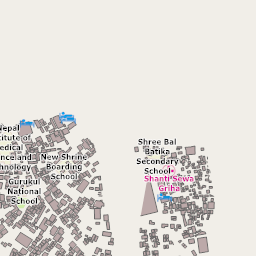 Nepal
itute of
edical
ence and
hnology
Gurukul
National
School
New Shrine
Boarding
School
Shree Bal
Batika
Secondary
School
Shanti Sewa
Griha